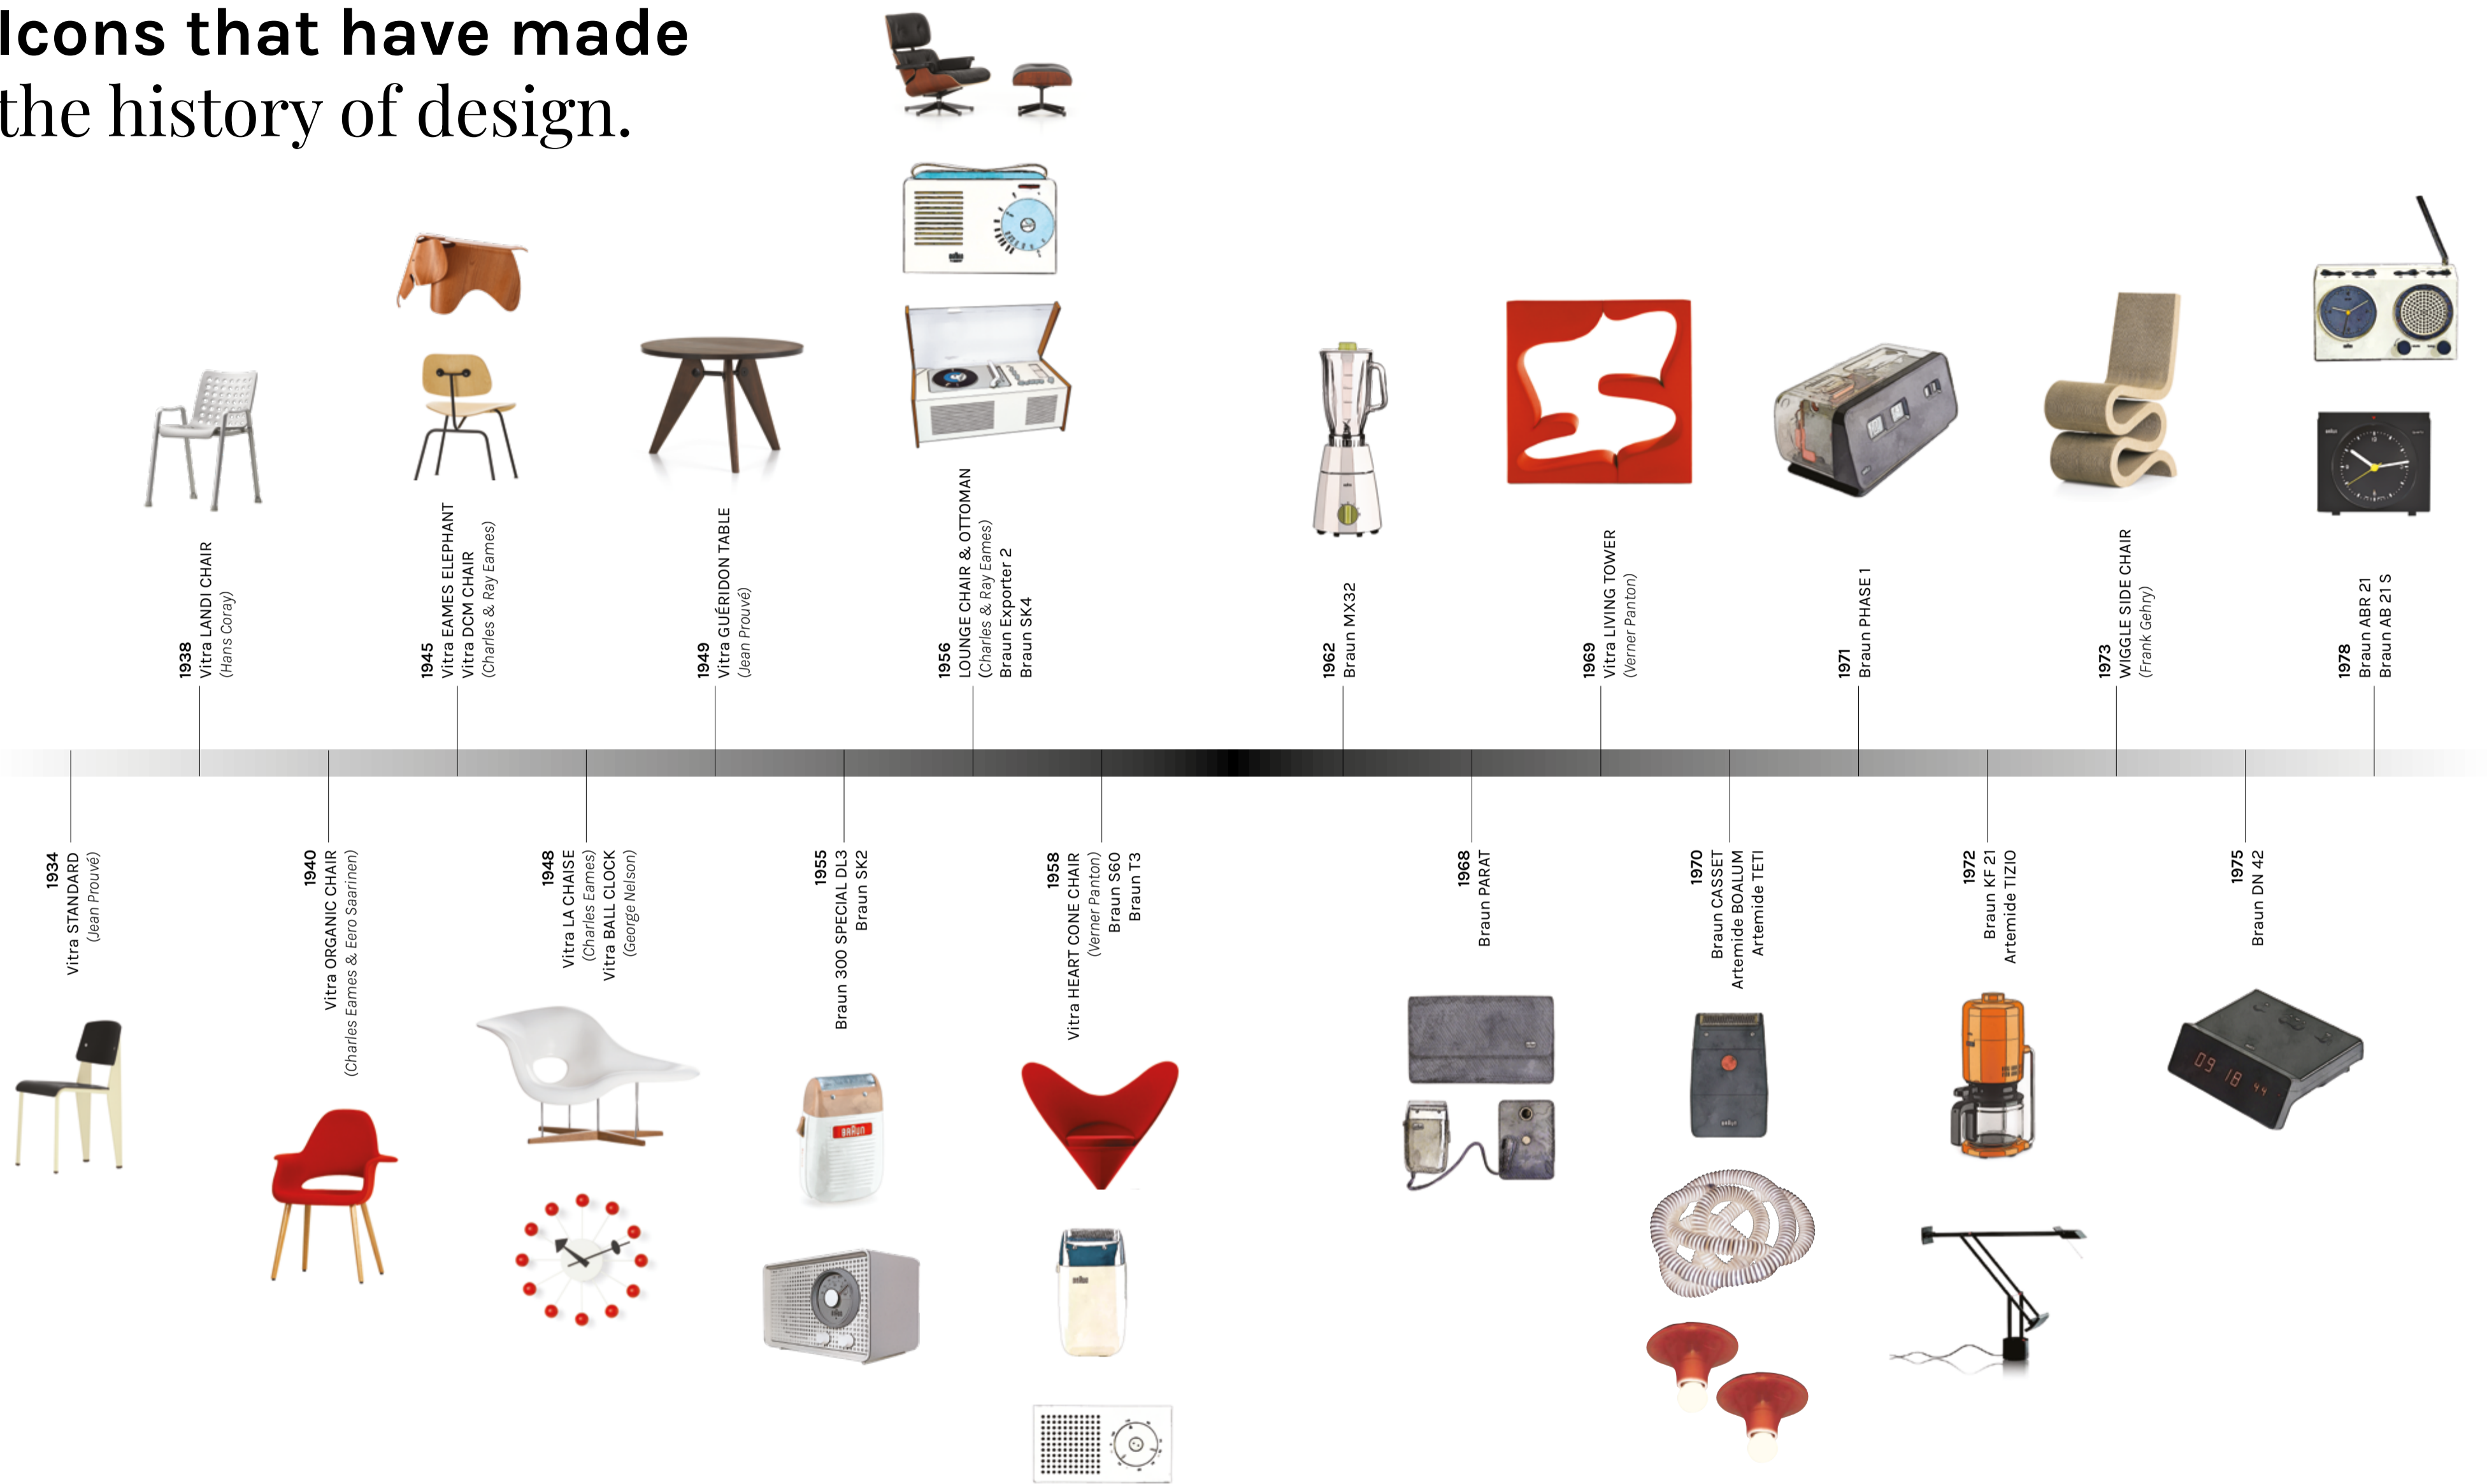 Icons that have made
the history of design.
1938
Vitra LANDI CHAIR
(Hans Coray)
1945
Vitra EAMES ELEPHANT
Vitra DCM CHAIR
(Charles & Ray Eames)
1949
Vitra GUÉRIDON TABLE
(Jean Prouvé)
1956
LOUNGE CHAIR & OTTOMAN
(Charles & Ray Eames)
Braun Exporter 2
Braun SK4
1962
Braun MX32
1969
Vitra LIVING TOWER
(Verner Panton)
1971
Braun PHASE 1
1973
WIGGLE SIDE CHAIR
(Frank Gehry)
1978
Braun ABR 21
Braun AB 21 S
1934
Vitra STANDARD
(Jean Prouvé)
1940
Vitra ORGANIC CHAIR
(Charles Eames & Eero Saarinen)
1948
Vitra LA CHAISE
(Charles Eames)
Vitra BALL CLOCK
(George Nelson)
1955
Braun 300 SPECIAL DL3
Braun SK2
1958
Vitra HEART CONE CHAIR
(Verner Panton)
Braun S60
Braun T3
1968
Braun PARAT
1970
Braun CASSET
Artemide BOALUM
Artemide TETI
1972
Braun KF 21
Artemide TIZIO
1975
Braun DN 42
BRAUN
BRAUN
09 18 44